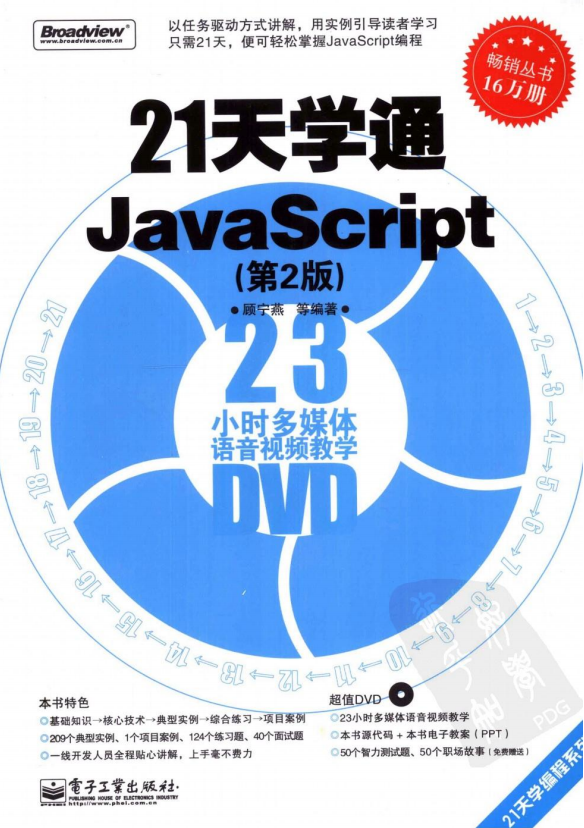 Broadview®
www.broadview.com.cn
以任务驱动方式讲解，用实例引导读者学习
只需21天，便可轻松掌握JavaScript编程
畅销丛书
16万册
21天学通
JavaScript
(第2版)
●顾宁燕 等编著●
23
小时多媒体
语音视频教学
DVD
1→2→3→4→5→6→7→8→9→10→11→12→13→14→15→16→17→18→19→20→21
本书特色
基础知识→核心技术→典型实例→综合练习→项目案例
209个典型实例、1个项目案例、124个练习题、40个面试题
一线开发人员全程贴心讲解，上手毫不费力
超值DVD
23小时多媒体语音视频教学
本书源代码 + 本书电子教案（PPT）
50个智力测试题、50个职场故事（免费赠送）
PDG
電子工業出版社.
PUBLISHING HOUSE OF ELECTRONICS INDUSTRY
http://www.phei.com.cn
21天学编程系列